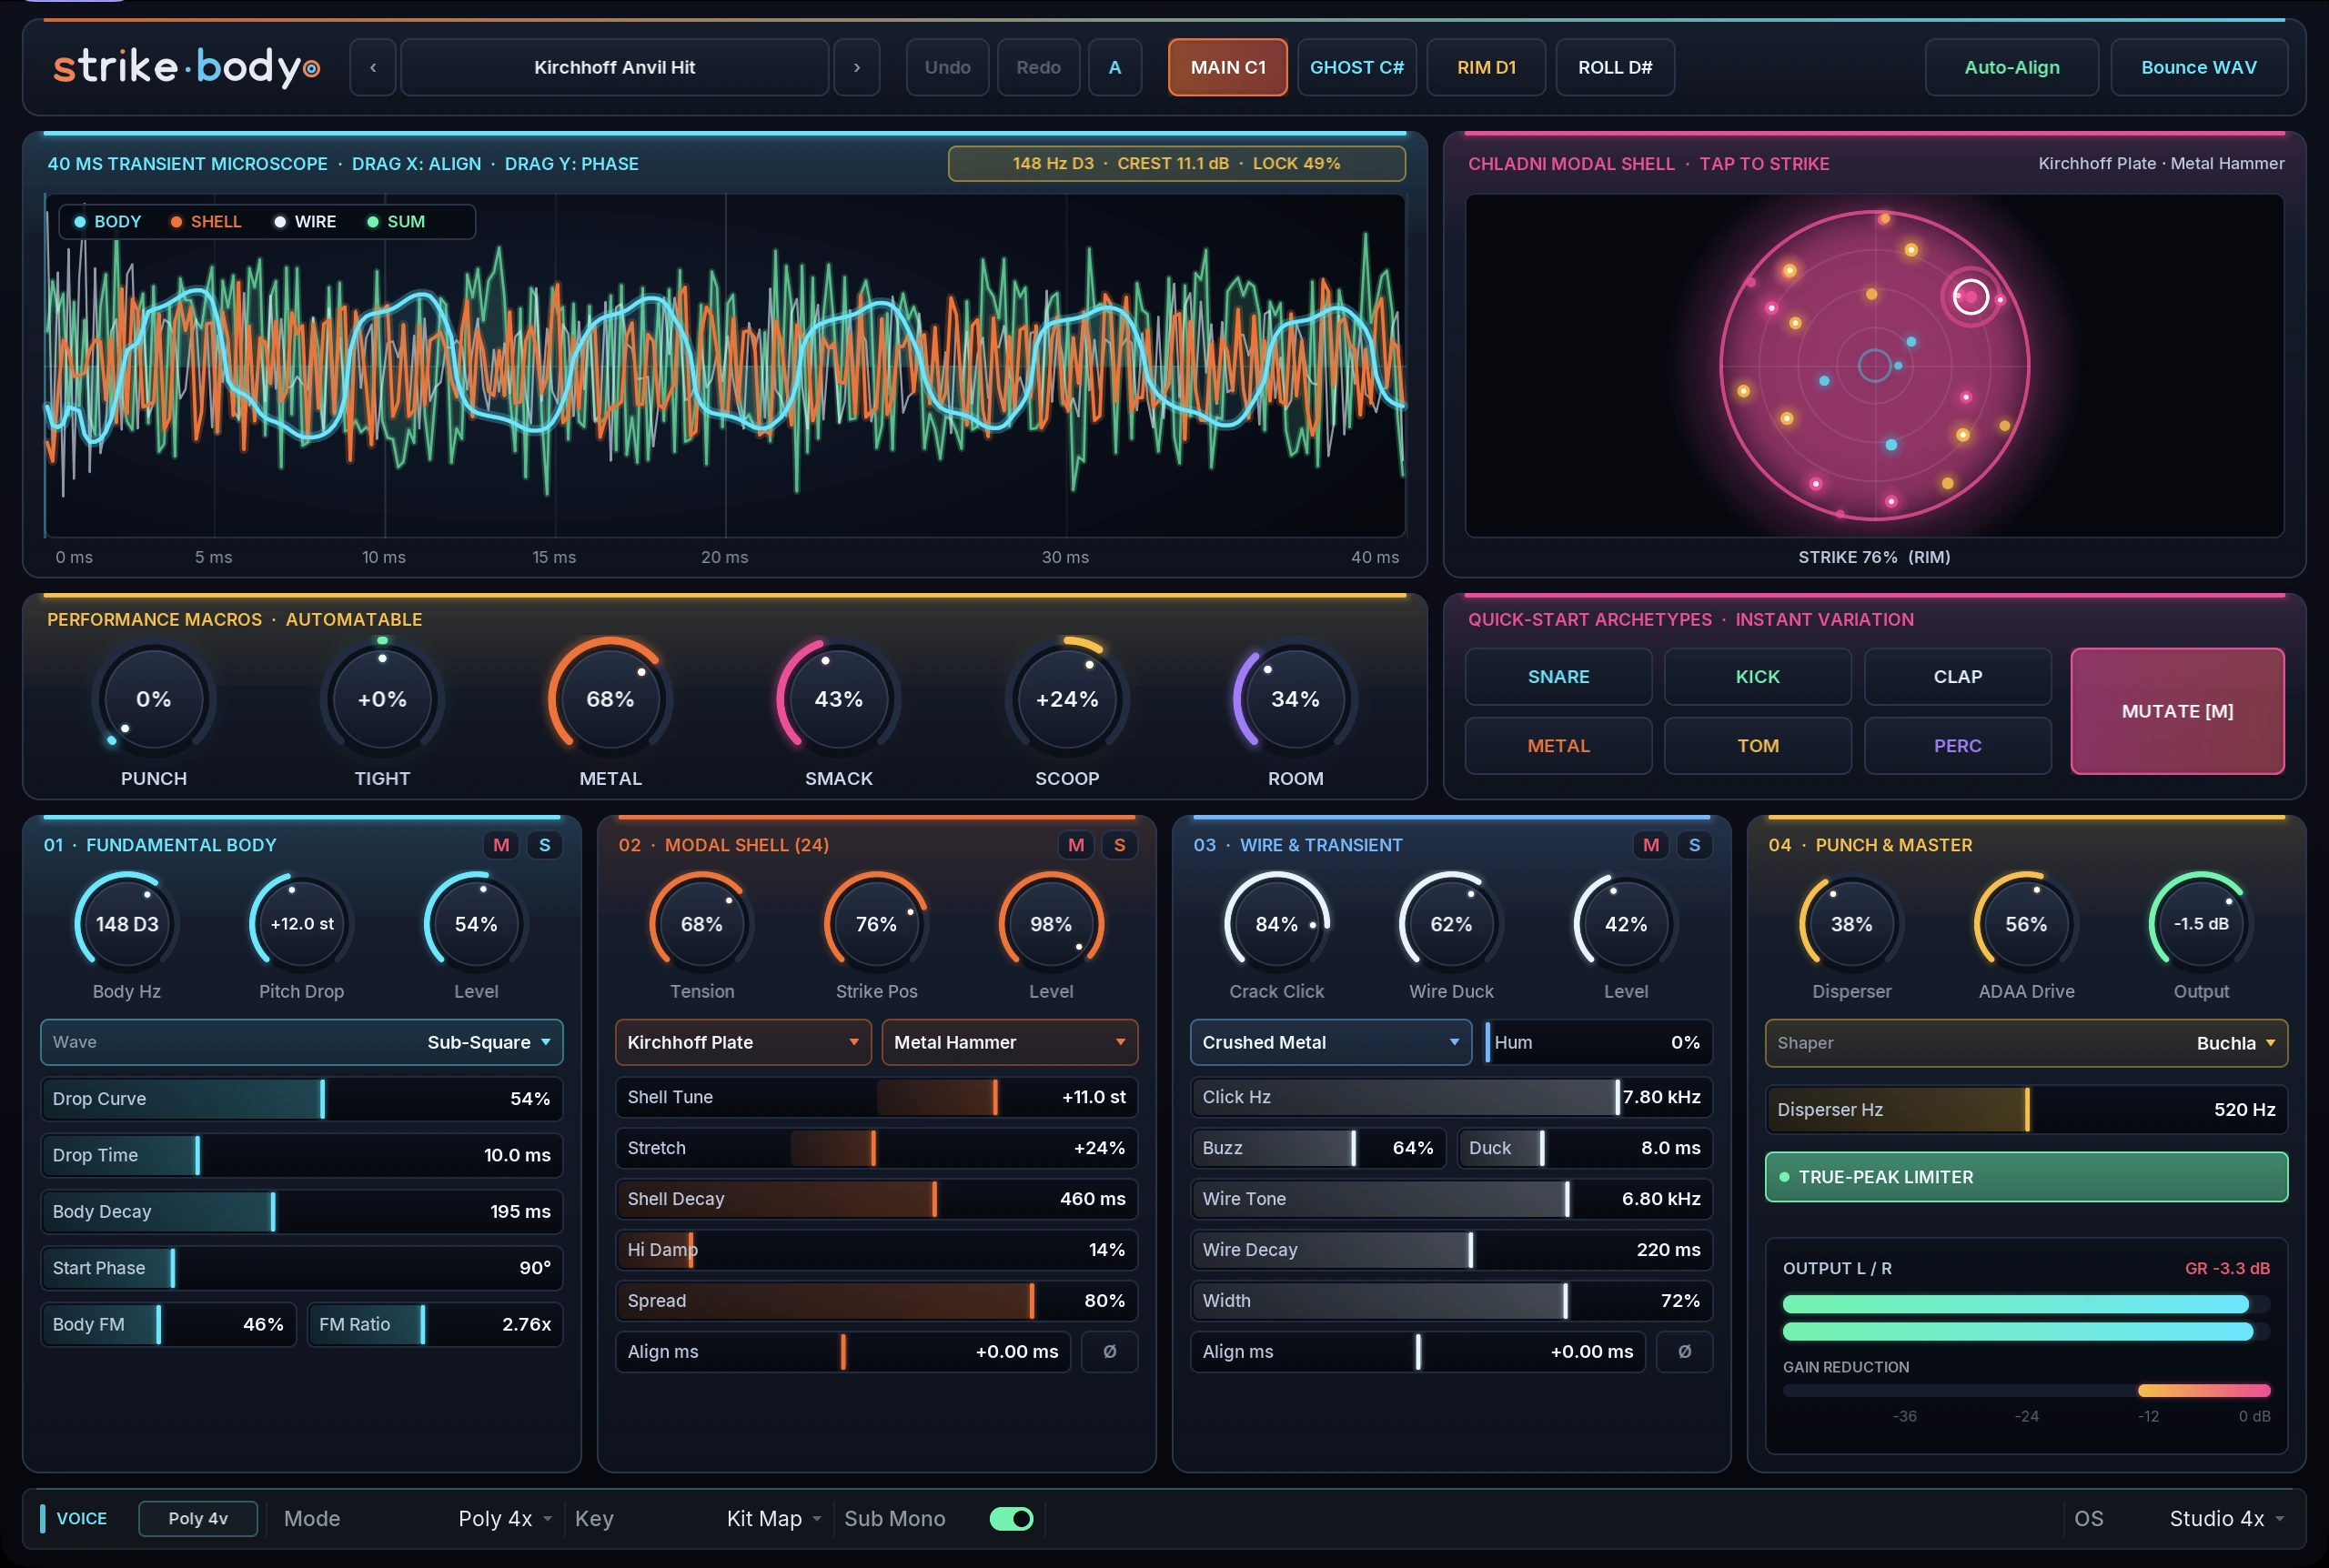 strike·body
‹ Kirchhoff Anvil Hit › Undo Redo A MAIN C1 GHOST C# RIM D1 ROLL D# Auto-Align Bounce WAV
40 MS TRANSIENT MICROSCOPE · DRAG X: ALIGN · DRAG Y: PHASE
148 Hz D3 · CREST 11.1 dB · LOCK 49%
BODY SHELL WIRE SUM
0 ms 5 ms 10 ms 15 ms 20 ms 30 ms 40 ms
CHLADNI MODAL SHELL · TAP TO STRIKE
Kirchhoff Plate · Metal Hammer
STRIKE 76% (RIM)
PERFORMANCE MACROS · AUTOMATABLE
0% +0% 68% 43% +24% 34%
PUNCH TIGHT METAL SMACK SCOOP ROOM
QUICK-START ARCHETYPES · INSTANT VARIATION
SNARE KICK CLAP
METAL TOM PERC
MUTATE [M]
01 · FUNDAMENTAL BODY M S
148 D3 +12.0 st 54%
Body Hz Pitch Drop Level
Wave Sub-Square
Drop Curve 54%
Drop Time 10.0 ms
Body Decay 195 ms
Start Phase 90°
Body FM 46% FM Ratio 2.76x
02 · MODAL SHELL (24) M S
68% 76% 98%
Tension Strike Pos Level
Kirchhoff Plate Metal Hammer
Shell Tune +11.0 st
Stretch +24%
Shell Decay 460 ms
Hi Damp 14%
Spread 80%
Align ms +0.00 ms Ø
03 · WIRE & TRANSIENT M S
84% 62% 42%
Crack Click Wire Duck Level
Crushed Metal Hum 0%
Click Hz 7.80 kHz
Buzz 64% Duck 8.0 ms
Wire Tone 6.80 kHz
Wire Decay 220 ms
Width 72%
Align ms +0.00 ms Ø
04 · PUNCH & MASTER
38% 56% -1.5 dB
Disperser ADAA Drive Output
Shaper Buchla
Disperser Hz 520 Hz
TRUE-PEAK LIMITER
OUTPUT L / R GR -3.3 dB
GAIN REDUCTION
-36 -24 -12 0 dB
VOICE Poly 4v Mode Poly 4x Key Kit Map Sub Mono OS Studio 4x